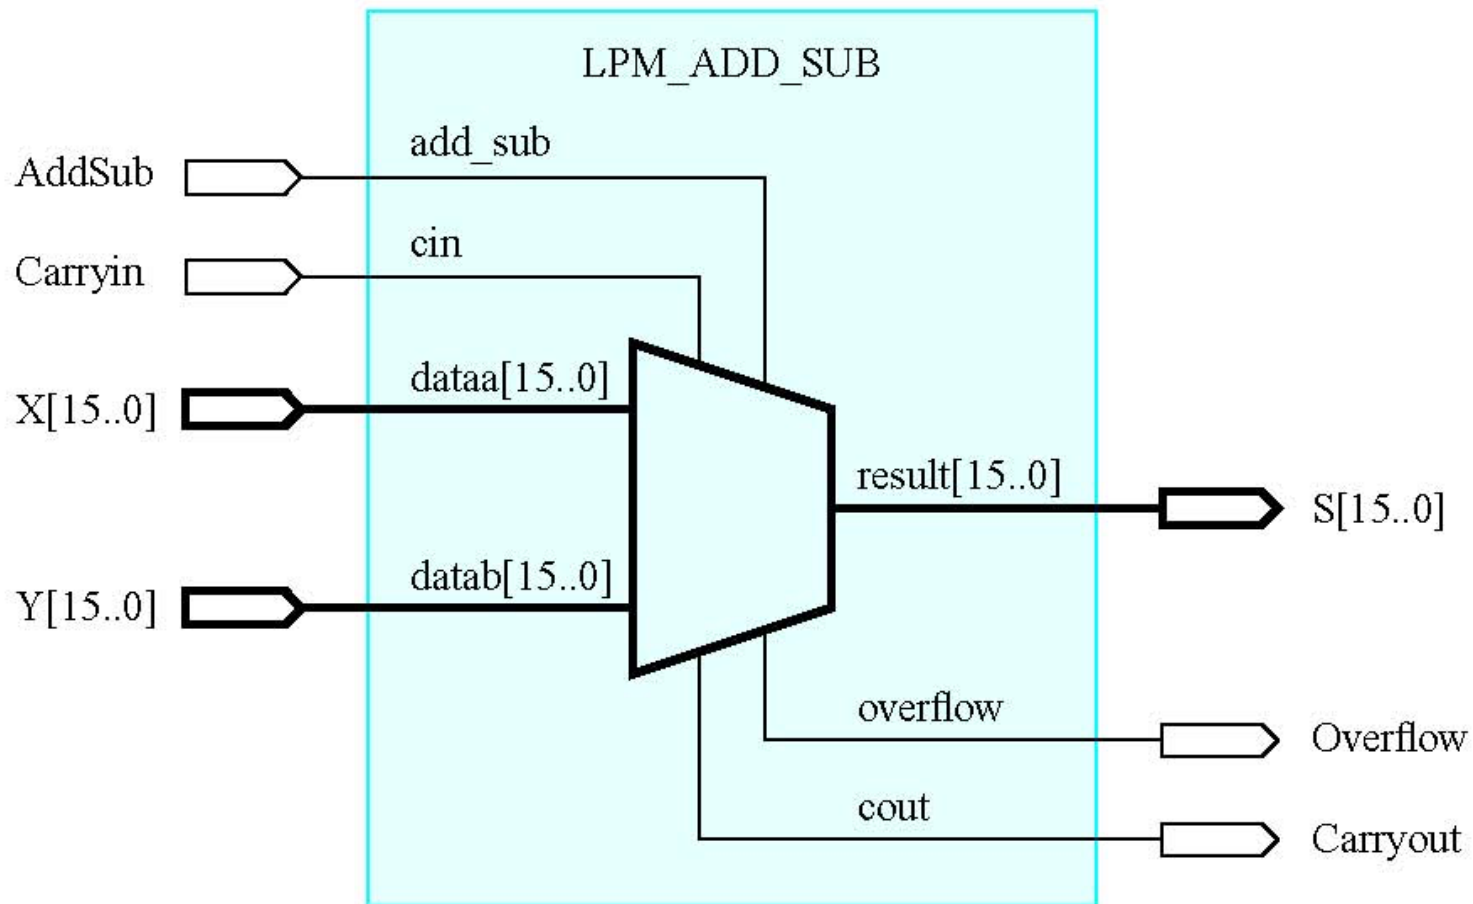 LPM_ADD_SUB
AddSub
add_sub
Carryin
cin
X[15..0]
dataa[15..0]
result[15..0]
S[15..0]
Y[15..0]
datab[15..0]
overflow
Overflow
cout
Carryout